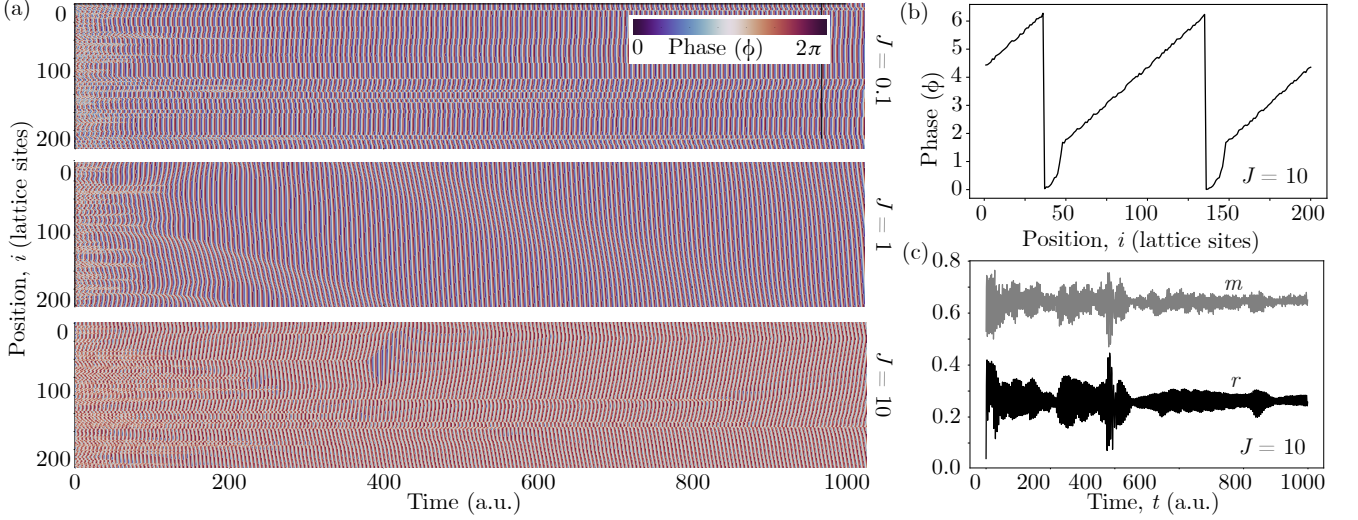 (a)
0
100
200
0
100
200
0
100
200
Position, i (lattice sites)
0 Phase (ϕ) 2π
J = 0.1
J = 1
J = 10
0 200 400 600 800 1000
Time (a.u.)
(b)
6
5
4
3
2
1
0
Phase (ϕ)
J = 10
0 50 100 150 200
Position, i (lattice sites)
(c)
0.8
0.6
0.4
0.2
0.0
m
r
J = 10
0 200 400 600 800 1000
Time, t (a.u.)